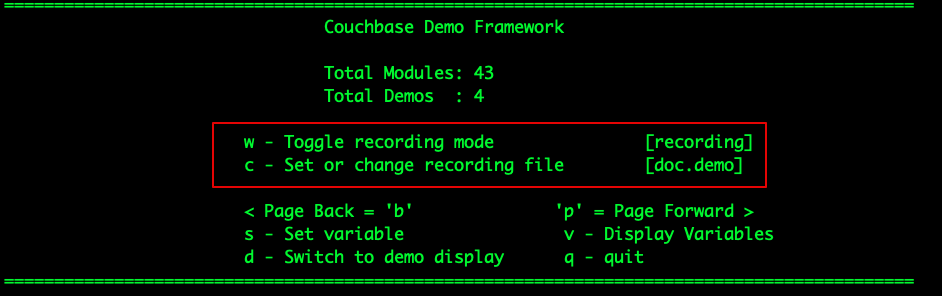 ===========================================================================================
Couchbase Demo Framework
Total Modules: 43
Total Demos  : 4
w - Toggle recording mode               [recording]
c - Set or change recording file        [doc.demo]
< Page Back = 'b'              'p' = Page Forward >
s - Set variable                v - Display Variables
d - Switch to demo display      q - quit
===========================================================================================